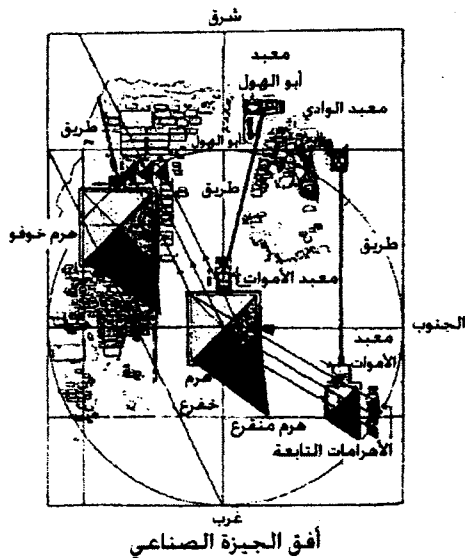 شرق
معبد
أبو الهول
معبد الوادي
طريق
أبو الهول
طريق
هرم خوفو
طريق
معبد الأموات
الجنوب
معبد
الأموات
هرم
خفرع
هرم منقرع
الأهرامات التابعة
غرب
أفق الجيزة الصناعي